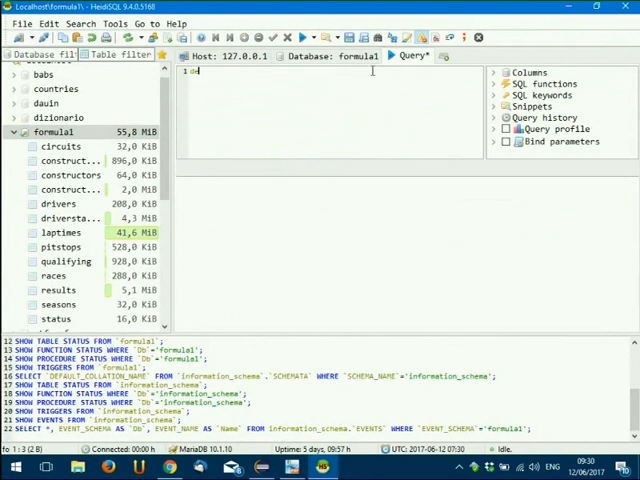 Localhost\formula1\ - HeidiSQL 9.4.0.5168
File Edit Search Tools Go to Help
Database fil Table filter
Host: 127.0.0.1 Database: formula1 Query*
babs
countries
dauin
dizionario
formula1 55,8 MiB
circuits 32,0 KiB
construct... 896,0 KiB
constructors 64,0 KiB
construct... 2,0 MiB
drivers 208,0 KiB
driversta... 4,3 MiB
laptimes 41,6 MiB
pitstops 528,0 KiB
qualifying 928,0 KiB
races 288,0 KiB
results 5,1 MiB
seasons 32,0 KiB
status 16,0 KiB
1 de
Columns
SQL functions
SQL keywords
Snippets
Query history
Query profile
Bind parameters
12 SHOW TABLE STATUS FROM `formula1`;
13 SHOW FUNCTION STATUS WHERE `Db`='formula1';
14 SHOW PROCEDURE STATUS WHERE `Db`='formula1';
15 SHOW TRIGGERS FROM `formula1`;
16 SELECT `DEFAULT_COLLATION_NAME` FROM `information_schema`.`SCHEMATA` WHERE `SCHEMA_NAME`='information_schema';
17 SHOW TABLE STATUS FROM `information_schema`;
18 SHOW FUNCTION STATUS WHERE `Db`='information_schema';
19 SHOW PROCEDURE STATUS WHERE `Db`='information_schema';
20 SHOW TRIGGERS FROM `information_schema`;
21 SHOW EVENTS FROM `information_schema`;
22 SELECT *, EVENT_SCHEMA AS `Db`, EVENT_NAME AS `Name` FROM information_schema.`EVENTS` WHERE `EVENT_SCHEMA`='formula1';
1 : 3 (2 B) Connected: 00:00 h MariaDB 10.1.10 Uptime: 5 days, 09:57 h UTC: 2017-06-12 07:30 Idle.
09:30
12/06/2017